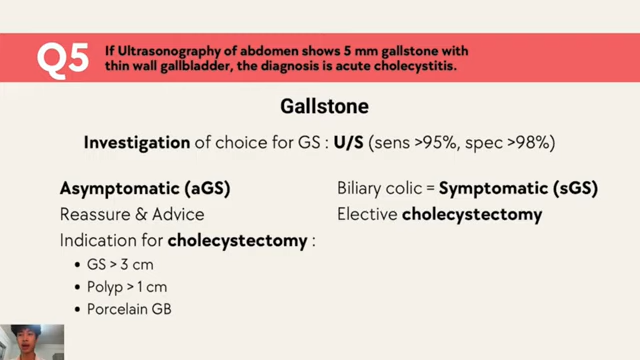 Q5
If Ultrasonography of abdomen shows 5 mm gallstone with
thin wall gallbladder, the diagnosis is acute cholecystitis.
Gallstone
Investigation of choice for GS : U/S (sens >95%, spec >98%)
Asymptomatic (aGS)
Reassure & Advice
Indication for cholecystectomy :
• GS > 3 cm
• Polyp > 1 cm
• Porcelain GB
Biliary colic = Symptomatic (sGS)
Elective cholecystectomy